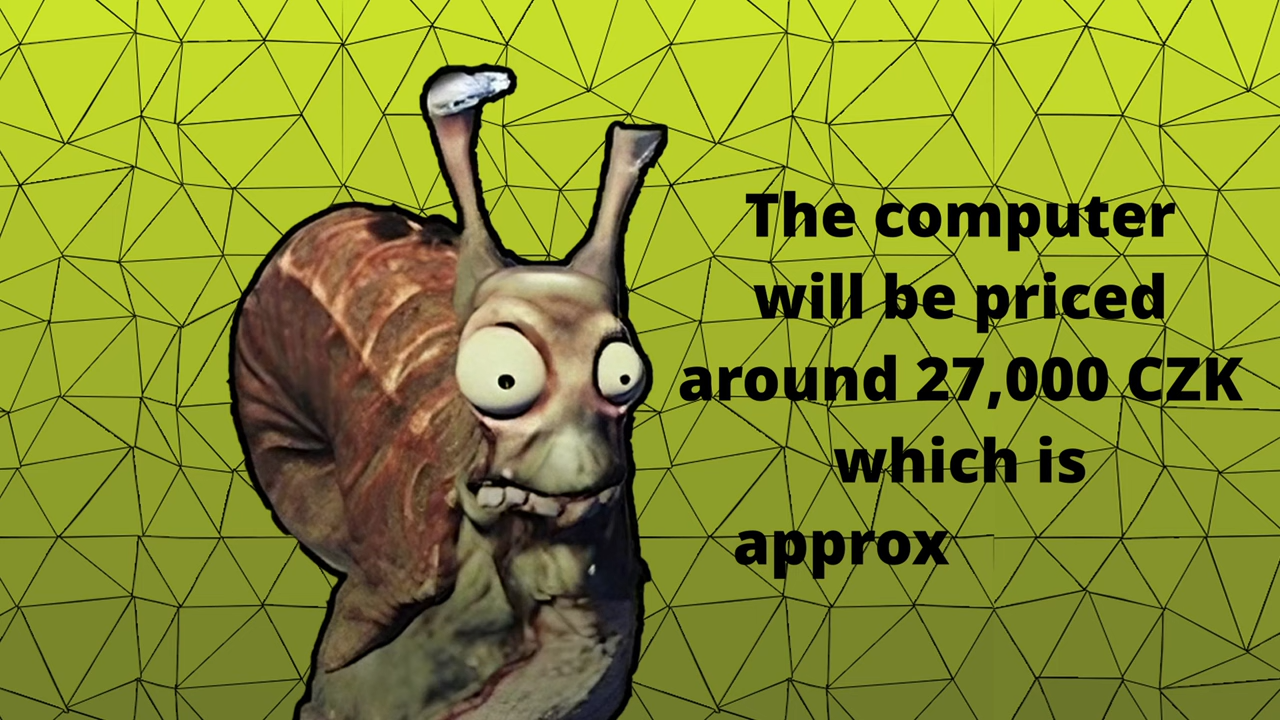 The computer
will be priced
around 27,000 CZK
which is
approx